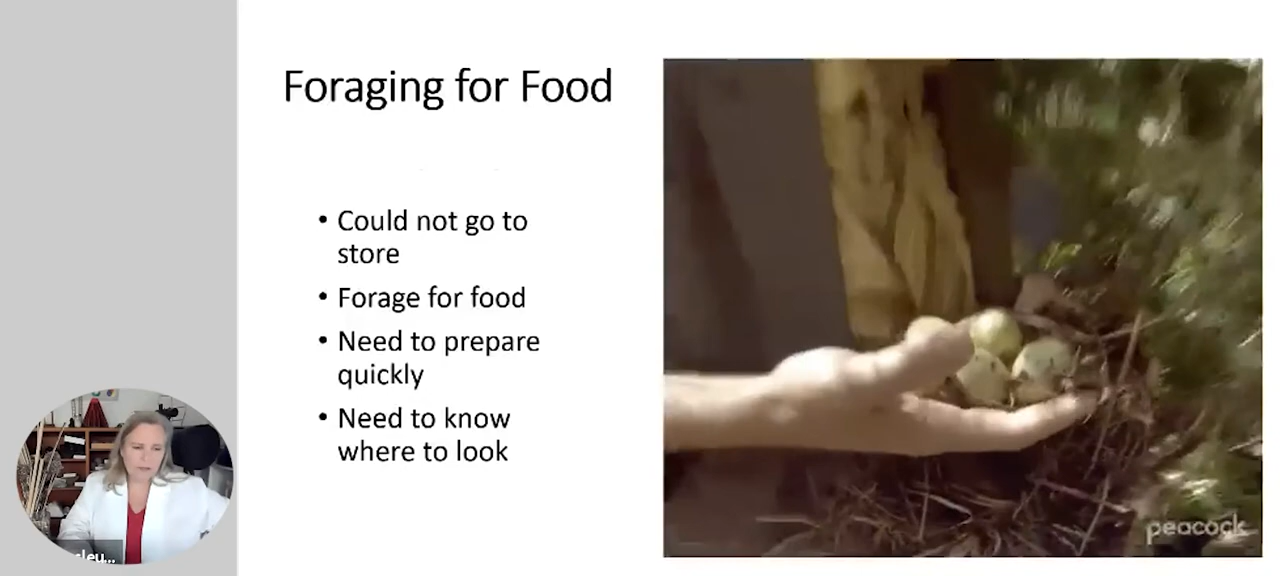 Foraging for Food
• Could not go to
store
• Forage for food
• Need to prepare
quickly
• Need to know
where to look
peacock